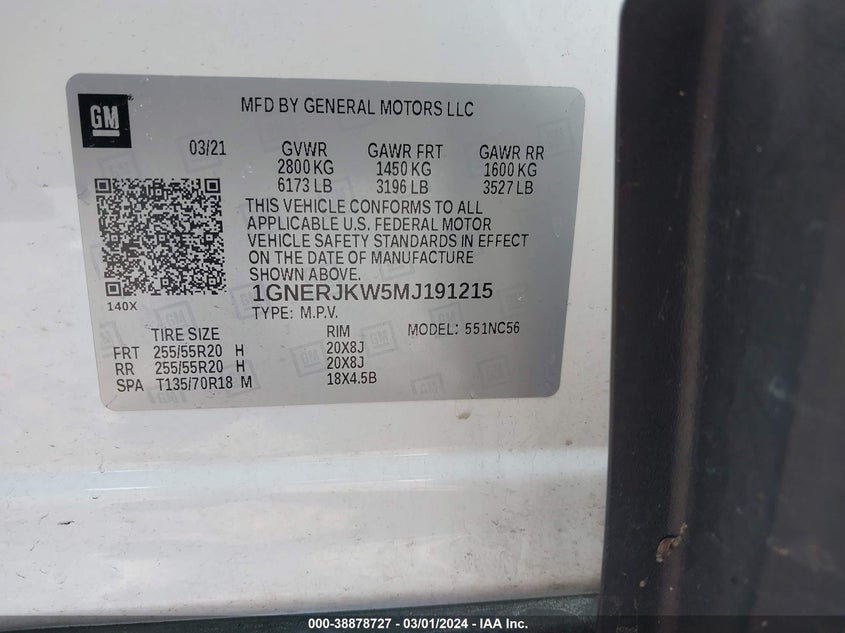 GM
MFD BY GENERAL MOTORS LLC
03/21 GVWR GAWR FRT GAWR RR
2800 KG 1450 KG 1600 KG
6173 LB 3196 LB 3527 LB
THIS VEHICLE CONFORMS TO ALL
APPLICABLE U.S. FEDERAL MOTOR
VEHICLE SAFETY STANDARDS IN EFFECT
ON THE DATE OF MANUFACTURE
SHOWN ABOVE.
140X
1GNERJKW5MJ191215
TYPE: M.P.V.
TIRE SIZE RIM MODEL: 551NC56
FRT 255/55R20 H 20X8J
RR 255/55R20 H 20X8J
SPA T135/70R18 M 18X4.5B
000-38878727 - 03/01/2024 - IAA Inc.